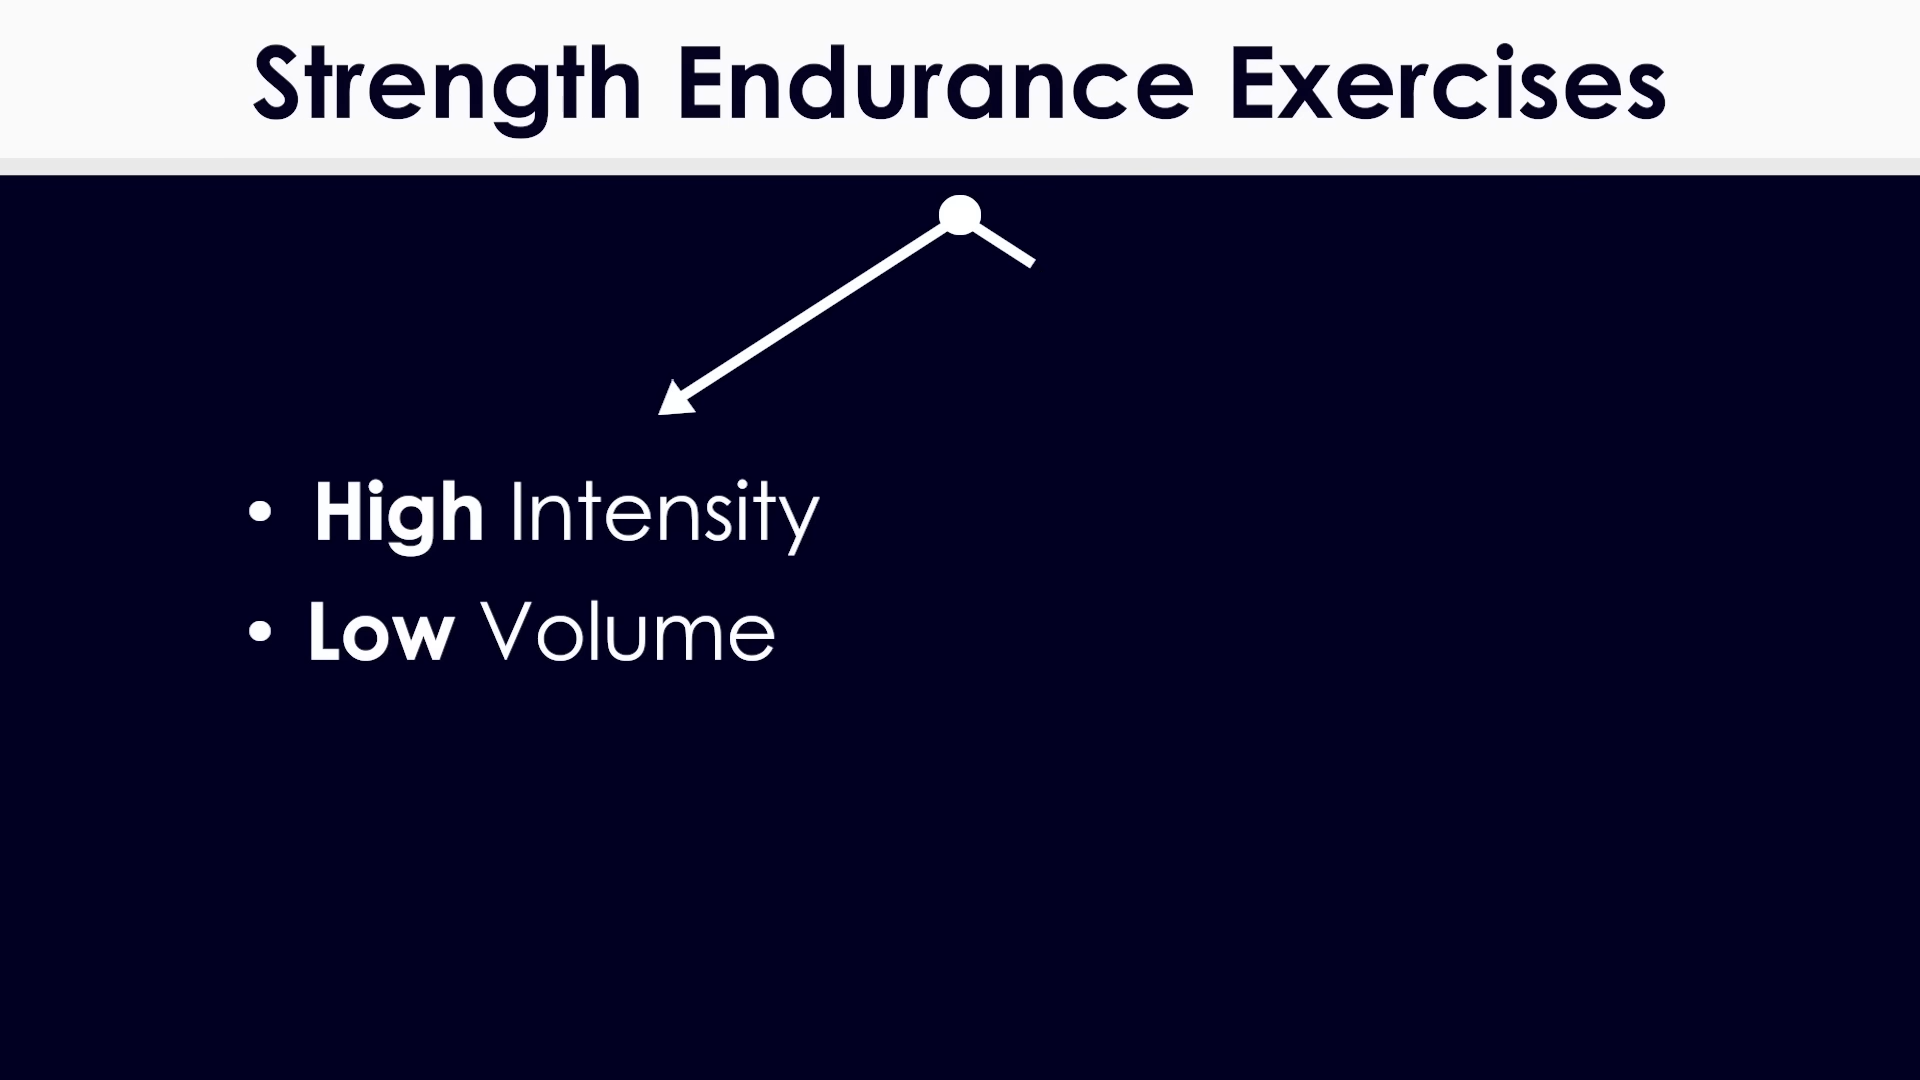 Strength Endurance Exercises
• High Intensity
• Low Volume